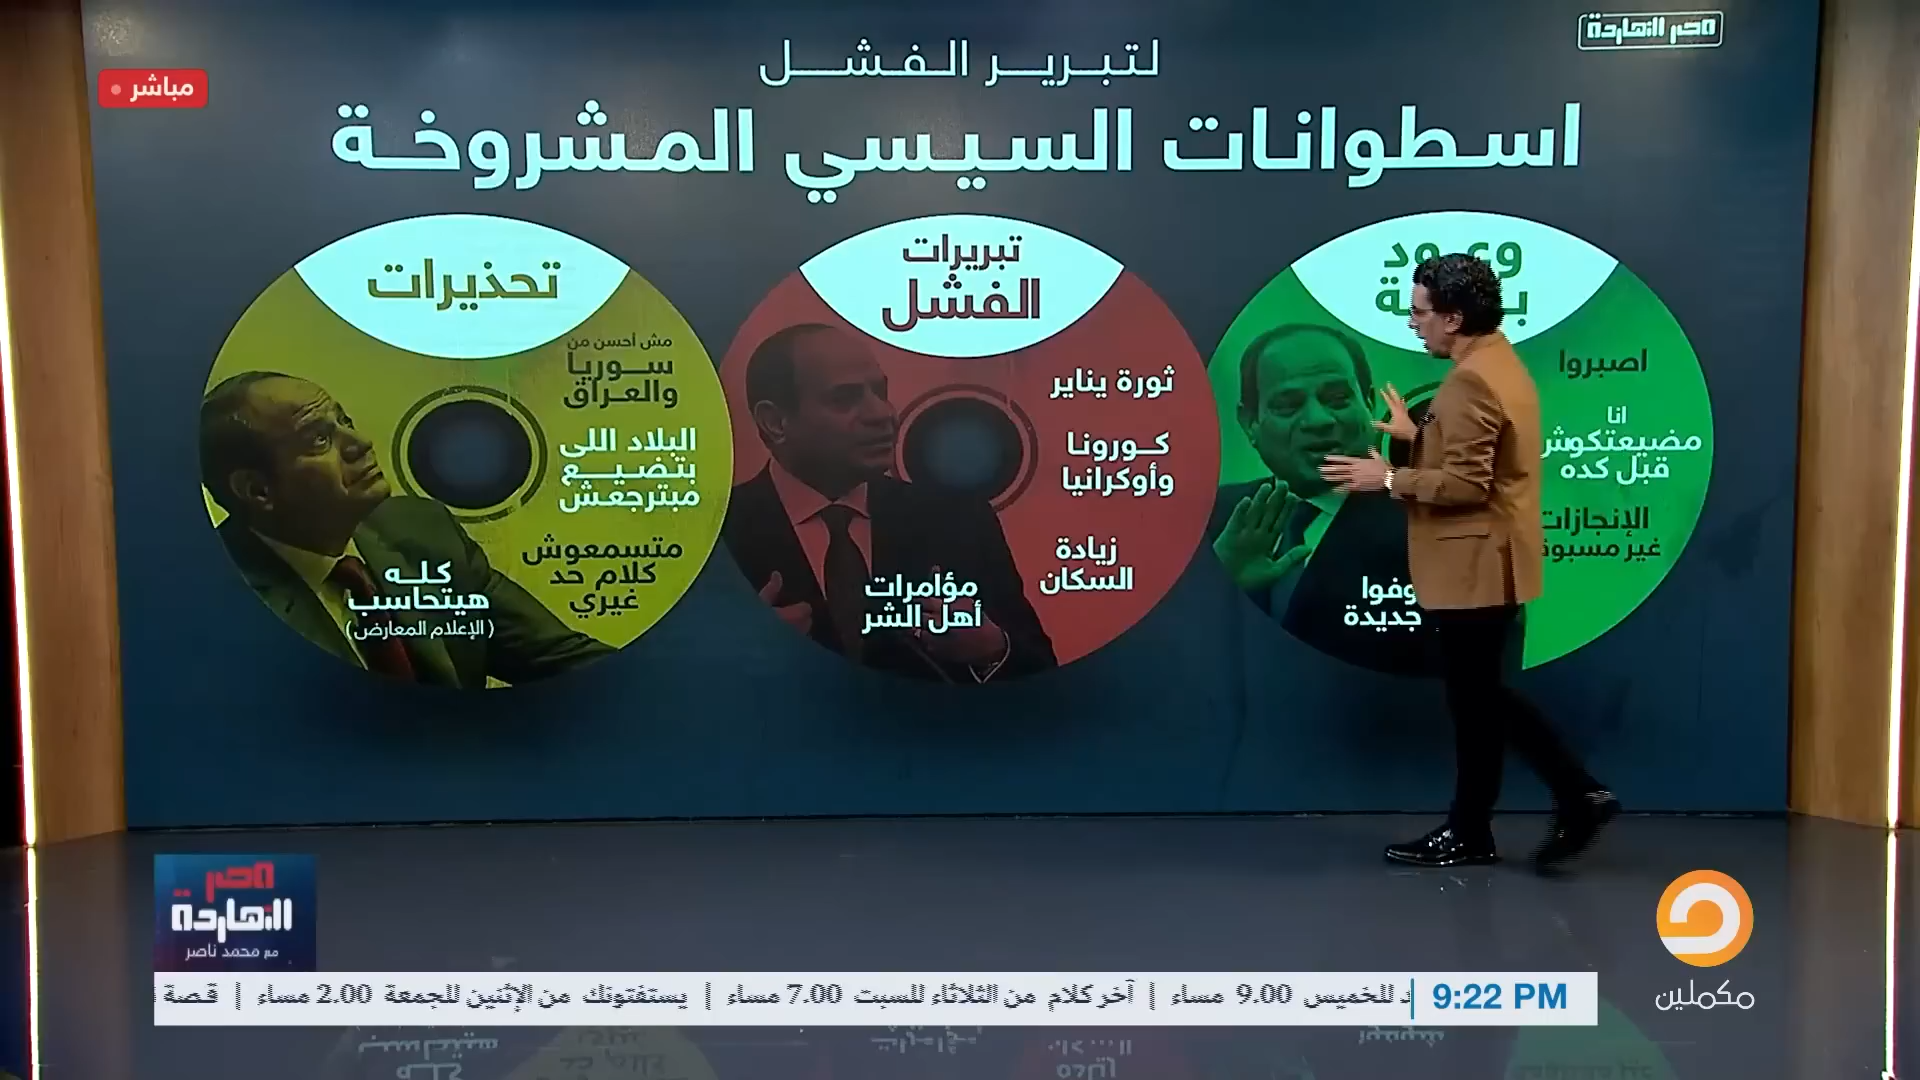 مصر النهاردة
مباشر
لتبرير الفشل
اسطوانات السيسي المشروخة
اصبروا
انا
مضيعتكوش
قبل كده
الإنجازات
غير
جديدة
تبريرات
الفشل
ثورة يناير
كورونا
وأوكرانيا
زيادة
السكان
مؤامرات
أهل الشر
تحذيرات
مش احسن من
سوريا
والعراق
البلاد اللى
بتضيع
مبترجعش
متسمعوش
كلام حد
غيري
كله
هيتحاسب
(الإعلام المعارض)
مصر
النهاردة
مع محمد ناصر
مكملين
9:22 PM
للخميس 9.00 مساء | آخر كلام من الثلاثاء للسبت 7.00 مساء | يستفتونك من الإثنين للجمعة 2.00 مساء | قصة